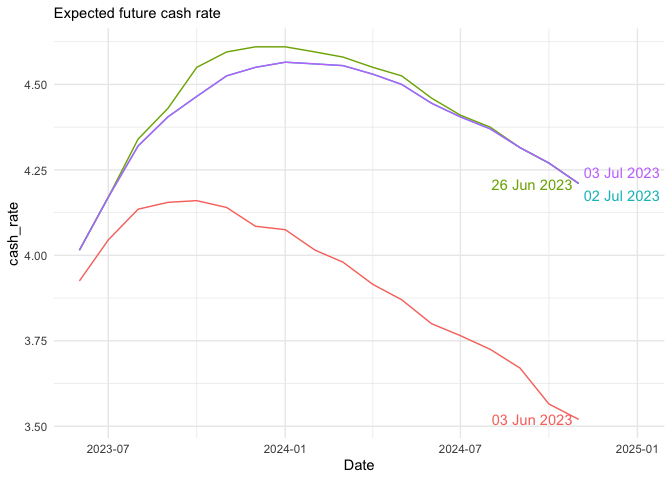 Expected future cash rate
4.50
4.25
4.00
3.75
3.50
cash_rate
03 Jul 2023
26 Jun 2023
02 Jul 2023
03 Jun 2023
2023-07
2024-01
2024-07
2025-01
Date